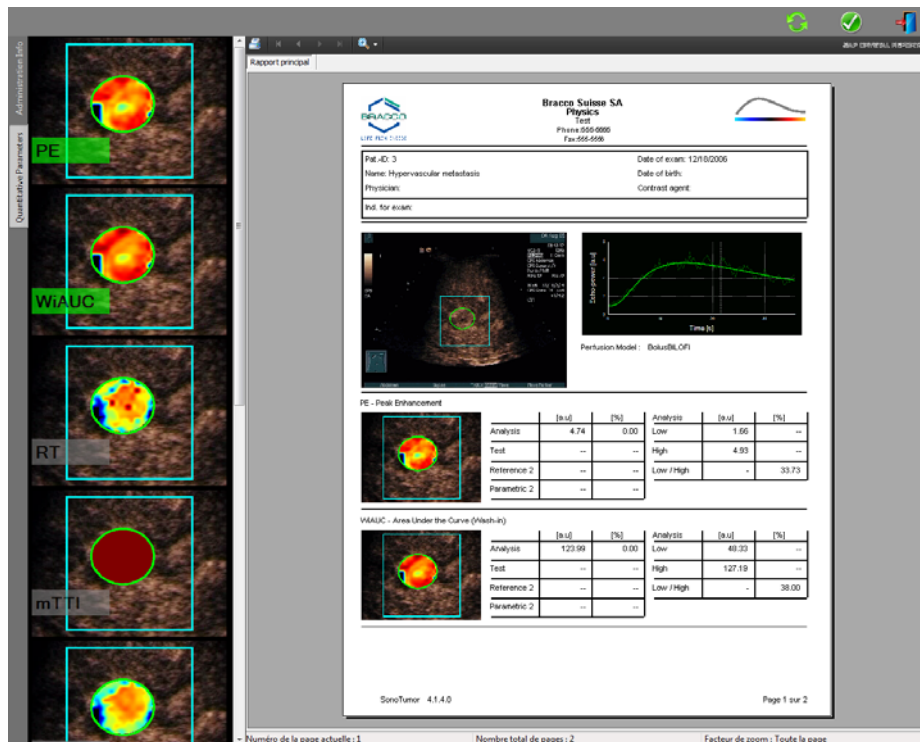 Administration Info
Quantitative Parameters
PE
WiAUC
RT
mTTI
Rapport principal
BRACCO
LIFE FROM INSIDE
Bracco Suisse SA
Physics
Test
Phone:555-5555
Fax:555-5556
Pat.-ID: 3
Date of exam: 12/18/2006
Name: Hypervascular metastasis
Date of birth:
Physician:
Contrast agent:
Ind. for exam:
Echo-power [a.u]
Time [s]
Perfusion Model : BolusBiLOFI
PE - Peak Enhancement
[a.u] [%] Analysis [a.u] [%]
Analysis 4.74 0.00 Low 1.66 --
Test -- -- High 4.93 --
Reference 2 -- -- Low / High - 33.73
Parametric 2 -- --
WiAUC - Area Under the Curve (Wash-in)
[a.u] [%] Analysis [a.u] [%]
Analysis 123.99 0.00 Low 48.33 --
Test -- -- High 127.19 --
Reference 2 -- -- Low / High - 38.00
Parametric 2 -- --
SonoTumor 4.1.4.0
Page 1 sur 2
Numéro de la page actuelle : 1
Nombre total de pages : 2
Facteur de zoom : Toute la page